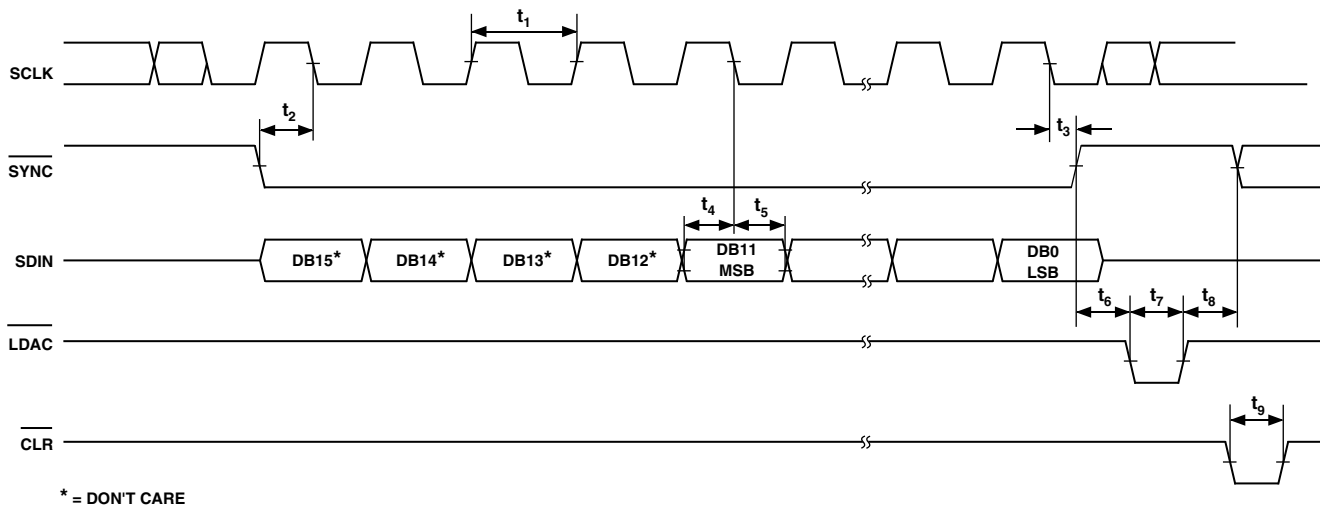 t1
SCLK
t2
t3
SYNC
t4 t5
SDIN DB15* DB14* DB13* DB12* DB11 MSB DB0 LSB
t6 t7 t8
LDAC
t9
CLR
* = DON'T CARE